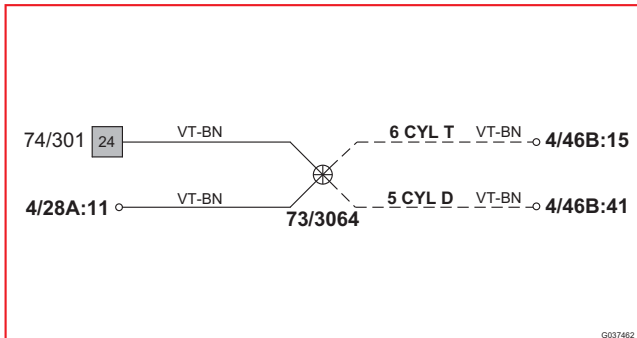 74/301 24 VT-BN 6 CYL T VT-BN 4/46B:15
4/28A:11 VT-BN 5 CYL D VT-BN 4/46B:41
73/3064
G037462